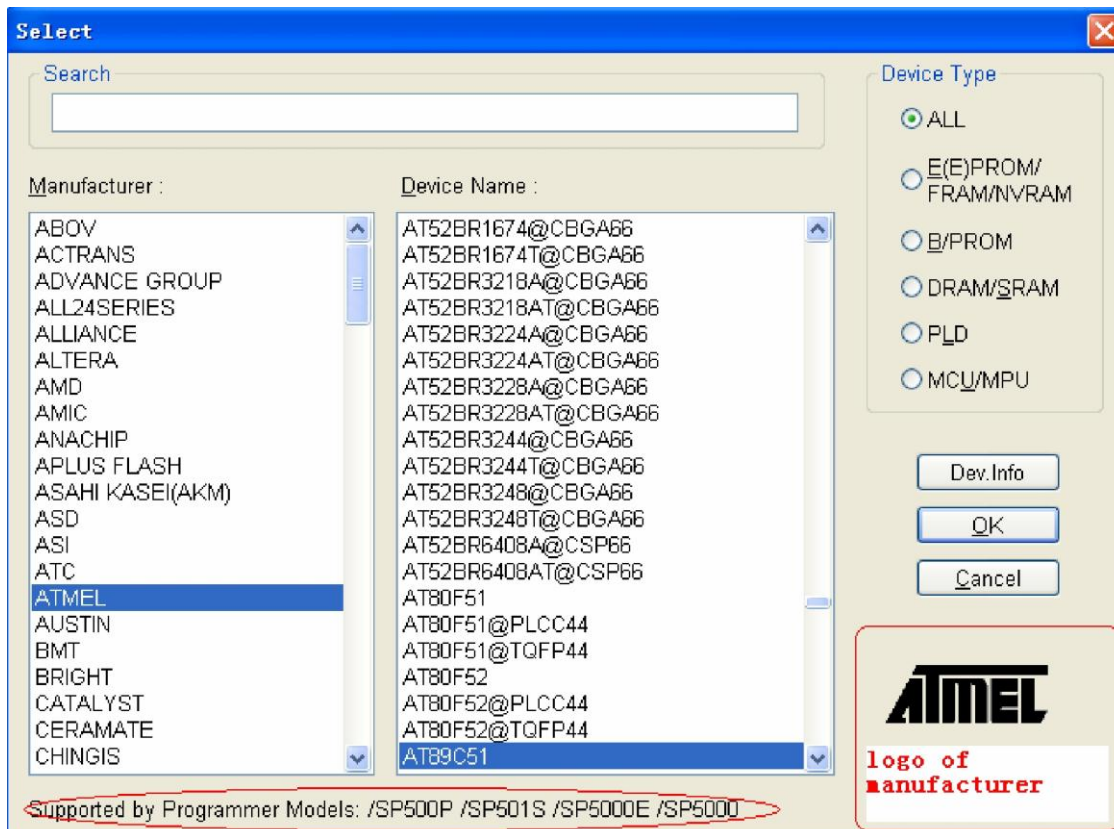 Select
Search
Device Type
ALL
E(E)PROM/
FRAM/NVRAM
B/PROM
DRAM/SRAM
PLD
MCU/MPU
Manufacturer :
ABOV
ACTRANS
ADVANCE GROUP
ALL24SERIES
ALLIANCE
ALTERA
AMD
AMIC
ANACHIP
APLUS FLASH
ASAHI KASEI(AKM)
ASD
ASI
ATC
ATMEL
AUSTIN
BMT
BRIGHT
CATALYST
CERAMATE
CHINGIS
Device Name :
AT52BR1674@CBGA66
AT52BR1674T@CBGA66
AT52BR3218A@CBGA66
AT52BR3218AT@CBGA66
AT52BR3224A@CBGA66
AT52BR3224AT@CBGA66
AT52BR3228A@CBGA66
AT52BR3228AT@CBGA66
AT52BR3244@CBGA66
AT52BR3244T@CBGA66
AT52BR3248@CBGA66
AT52BR3248T@CBGA66
AT52BR6408A@CSP66
AT52BR6408AT@CSP66
AT80F51
AT80F51@PLCC44
AT80F51@TQFP44
AT80F52
AT80F52@PLCC44
AT80F52@TQFP44
AT89C51
Dev.Info
OK
Cancel
ATMEL
logo of
manufacturer
Supported by Programmer Models: /SP500P /SP501S /SP5000E /SP5000